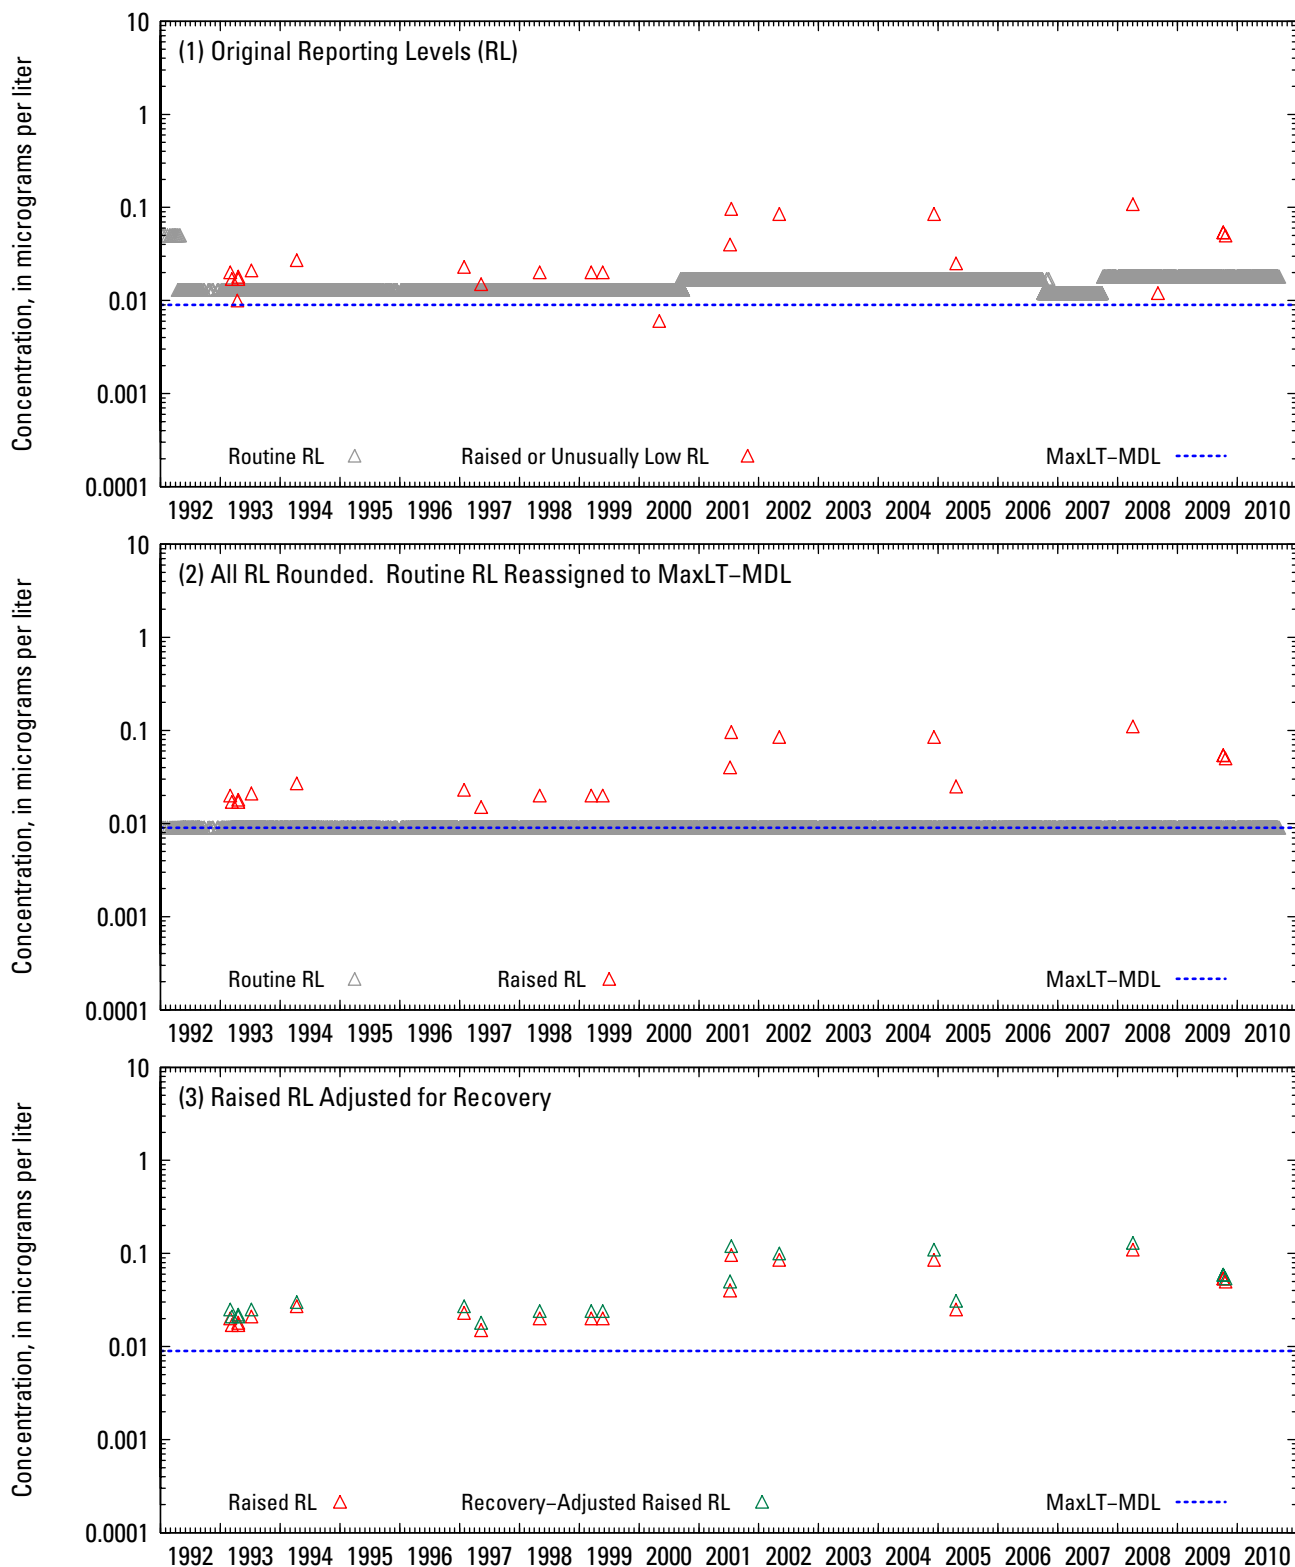 Concentration, in micrograms per liter
(1) Original Reporting Levels (RL)
10
1
0.1
0.01
0.001
0.0001
Routine RL
Raised or Unusually Low RL
MaxLT–MDL
1992 1993 1994 1995 1996 1997 1998 1999 2000 2001 2002 2003 2004 2005 2006 2007 2008 2009 2010
Concentration, in micrograms per liter
(2) All RL Rounded. Routine RL Reassigned to MaxLT–MDL
10
1
0.1
0.01
0.001
0.0001
Routine RL
Raised RL
MaxLT–MDL
1992 1993 1994 1995 1996 1997 1998 1999 2000 2001 2002 2003 2004 2005 2006 2007 2008 2009 2010
Concentration, in micrograms per liter
(3) Raised RL Adjusted for Recovery
10
1
0.1
0.01
0.001
0.0001
Raised RL
Recovery–Adjusted Raised RL
MaxLT–MDL
1992 1993 1994 1995 1996 1997 1998 1999 2000 2001 2002 2003 2004 2005 2006 2007 2008 2009 2010